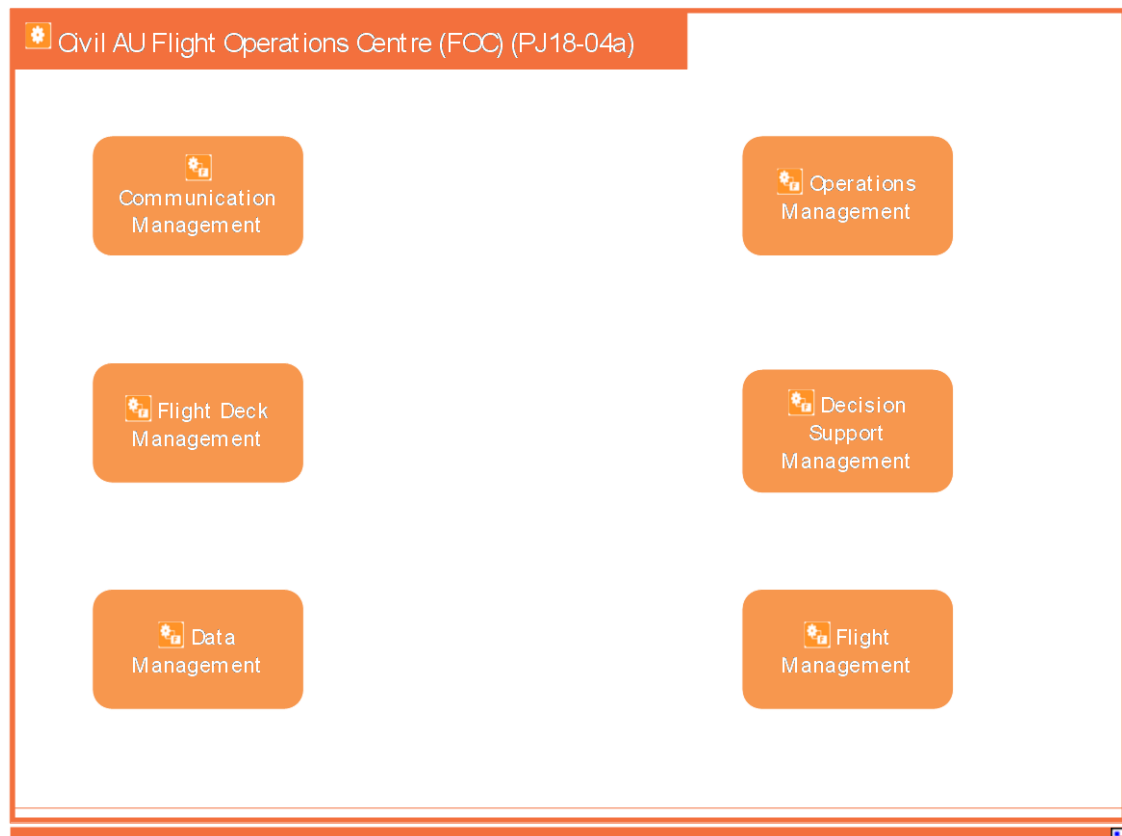 Civil AU Flight Operations Centre (FOC) (PJ18-04a)
Communication
Management
Operations
Management
Flight Deck
Management
Decision
Support
Management
Data
Management
Flight
Management